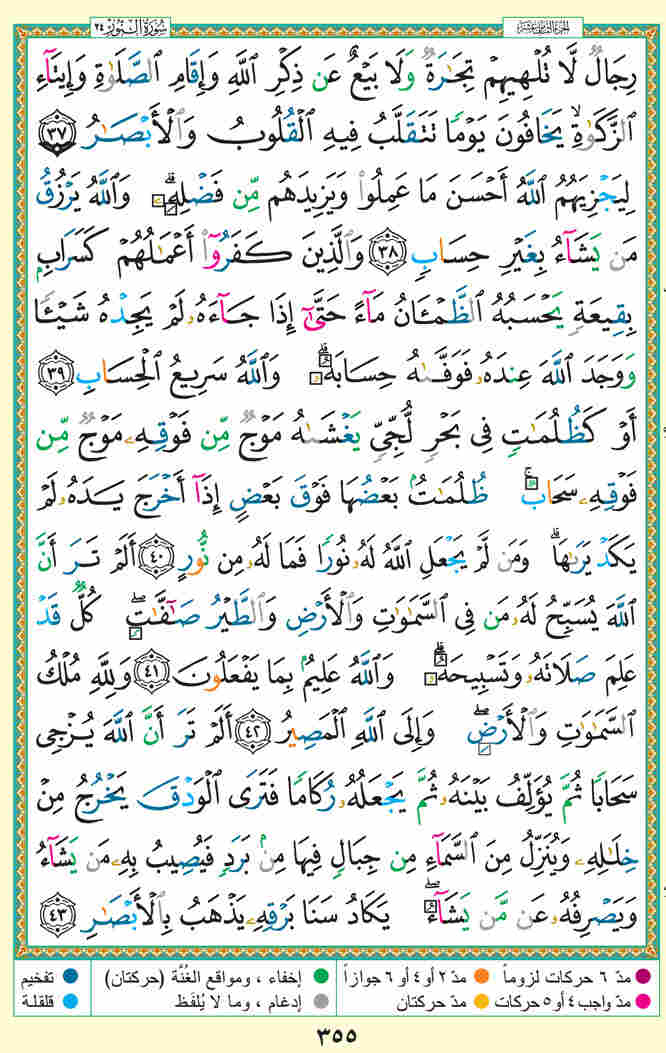 الجزء الثامن عشر
سُورَةُ النُّورِ ٢٤
رِجَالٌ لَّا تُلْهِيهِمْ تِجَـٰرَةٌ وَلَا بَيْعٌ عَن ذِكْرِ ٱللَّهِ وَإِقَامِ ٱلصَّلَوٰةِ وَإِيتَآءِ
ٱلزَّكَوٰةِ ۙ يَخَافُونَ يَوْمًا تَتَقَلَّبُ فِيهِ ٱلْقُلُوبُ وَٱلْأَبْصَـٰرُ ٣٧
لِيَجْزِيَهُمُ ٱللَّهُ أَحْسَنَ مَا عَمِلُوا۟ وَيَزِيدَهُم مِّن فَضْلِهِۦ ۗ وَٱللَّهُ يَرْزُقُ
مَن يَشَآءُ بِغَيْرِ حِسَابٍ ٣٨ وَٱلَّذِينَ كَفَرُوٓا۟ أَعْمَـٰلُهُمْ كَسَرَابٍۭ
بِقِيعَةٍ يَحْسَبُهُ ٱلظَّمْـَٔانُ مَآءً حَتَّىٰٓ إِذَا جَآءَهُۥ لَمْ يَجِدْهُ شَيْـًٔا
وَوَجَدَ ٱللَّهَ عِندَهُۥ فَوَفَّىٰهُ حِسَابَهُۥ ۗ وَٱللَّهُ سَرِيعُ ٱلْحِسَابِ ٣٩
أَوْ كَظُلُمَـٰتٍ فِى بَحْرٍ لُّجِّىٍّ يَغْشَىٰهُ مَوْجٌ مِّن فَوْقِهِۦ مَوْجٌ مِّن
فَوْقِهِۦ سَحَابٌ ۚ ظُلُمَـٰتٌۢ بَعْضُهَا فَوْقَ بَعْضٍ إِذَآ أَخْرَجَ يَدَهُۥ لَمْ
يَكَدْ يَرَىٰهَا ۗ وَمَن لَّمْ يَجْعَلِ ٱللَّهُ لَهُۥ نُورًا فَمَا لَهُۥ مِن نُّورٍ ٤٠ أَلَمْ تَرَ أَنَّ
ٱللَّهَ يُسَبِّحُ لَهُۥ مَن فِى ٱلسَّمَـٰوَٰتِ وَٱلْأَرْضِ وَٱلطَّيْرُ صَـٰٓفَّـٰتٍ ۖ كُلٌّ قَدْ
عَلِمَ صَلَاتَهُۥ وَتَسْبِيحَهُۥ ۗ وَٱللَّهُ عَلِيمٌۢ بِمَا يَفْعَلُونَ ٤١ وَلِلَّهِ مُلْكُ
ٱلسَّمَـٰوَٰتِ وَٱلْأَرْضِ ۖ وَإِلَى ٱللَّهِ ٱلْمَصِيرُ ٤٢ أَلَمْ تَرَ أَنَّ ٱللَّهَ يُزْجِى
سَحَابًا ثُمَّ يُؤَلِّفُ بَيْنَهُۥ ثُمَّ يَجْعَلُهُۥ رُكَامًا فَتَرَى ٱلْوَدْقَ يَخْرُجُ مِنْ
خِلَـٰلِهِۦ وَيُنَزِّلُ مِنَ ٱلسَّمَآءِ مِن جِبَالٍ فِيهَا مِنۢ بَرَدٍ فَيُصِيبُ بِهِۦ مَن يَشَآءُ
وَيَصْرِفُهُۥ عَن مَّن يَشَآءُ ۖ يَكَادُ سَنَا بَرْقِهِۦ يَذْهَبُ بِٱلْأَبْصَـٰرِ ٤٣
مدّ ٦ حركات لزوماً مدّ ٢ أو ٤ أو ٦ جوازاً إخفاء ، ومواقع الغُنَّة (حركتان) تفخيم
مدّ واجب ٤ أو ٥ حركات مدّ حركتان إدغام ، وما لا يُلفَظ قلقلة
٣٥٥